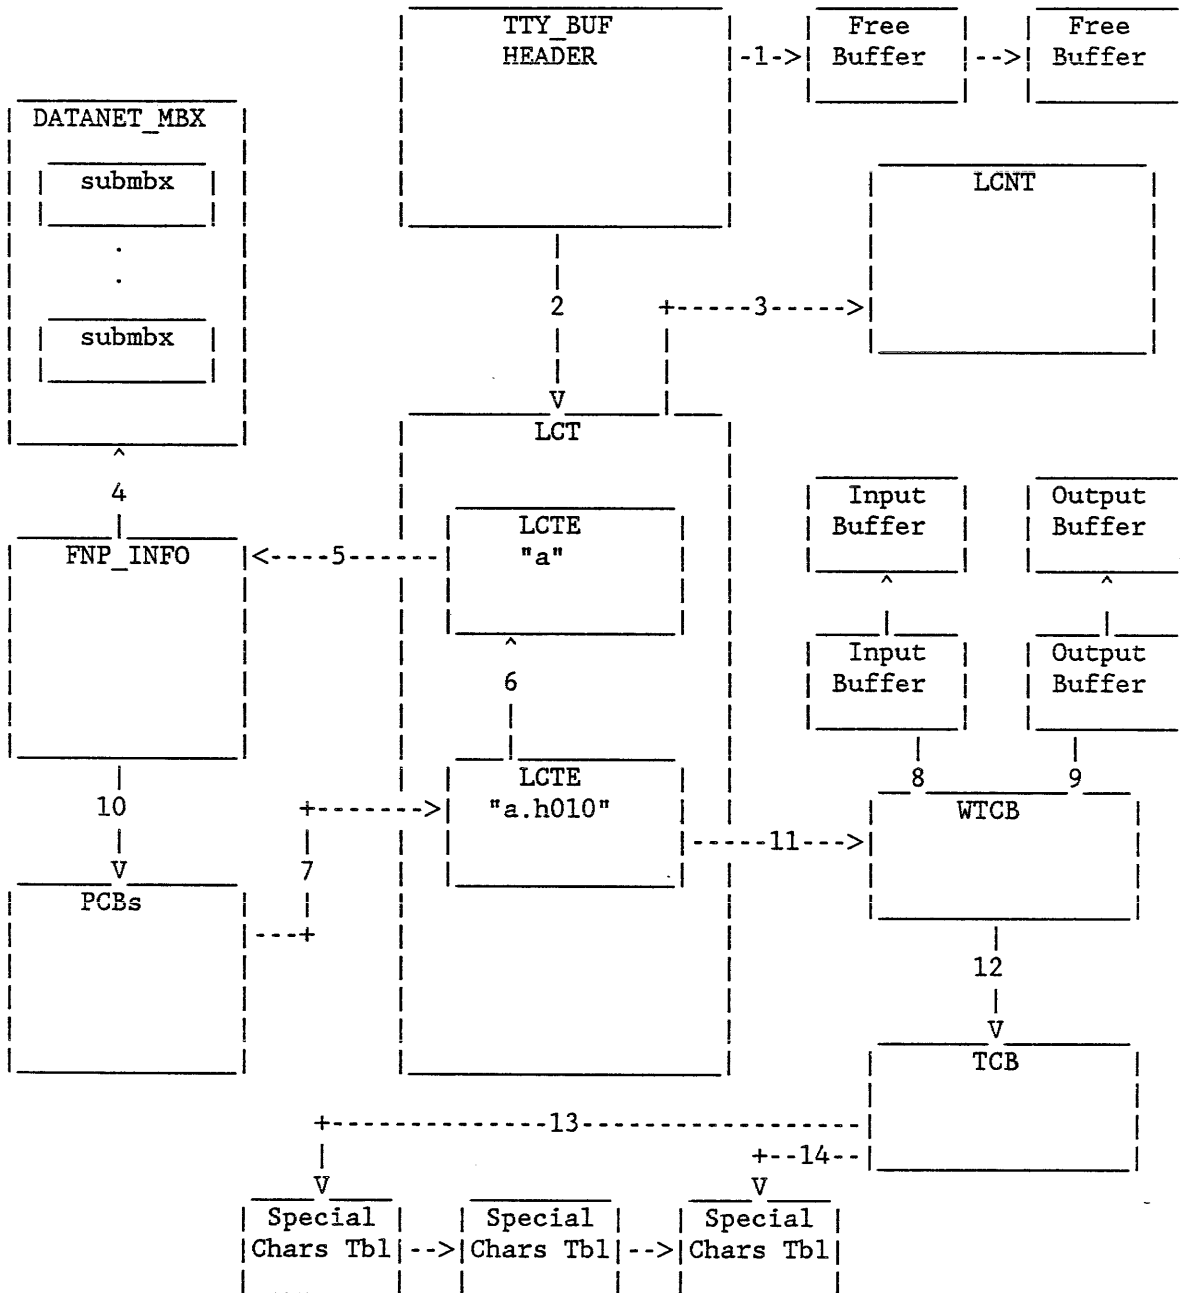 TTY_BUF
HEADER
-1->
Free
Buffer
-->
Free
Buffer
DATANET_MBX
submbx
.
.
submbx
LCNT
2
+-----3----->
V
LCT
^
4
FNP_INFO
<----5------
LCTE
"a"
Input
Buffer
Output
Buffer
^
^
^
6
Input
Buffer
Output
Buffer
8
9
10
V
PCBs
---+
7
+------>
LCTE
"a.h010"
-----11--->
WTCB
12
V
TCB
+-----------13-----------------
+--14--
V
V
Special
Chars Tbl
-->
Special
Chars Tbl
-->
Special
Chars Tbl